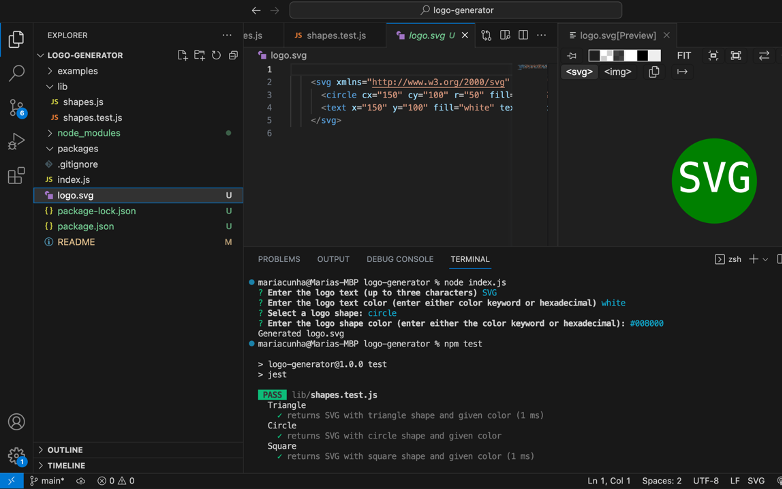 logo-generator
EXPLORER
es.js
shapes.test.js
logo.svg U
logo.svg[Preview]
LOGO-GENERATOR
logo.svg
FIT
<svg>
<img>
examples
lib
shapes.js
shapes.test.js
node_modules
packages
.gitignore
index.js
logo.svg U
package-lock.json U
package.json U
README M
1
2 <svg xmlns="http://www.w3.org/2000/svg"
3 <circle cx="150" cy="100" r="50" fill=
4 <text x="150" y="100" fill="white" tex
5 </svg>
6
SVG
6
PROBLEMS OUTPUT DEBUG CONSOLE TERMINAL
zsh
mariacunha@Marias-MBP logo-generator % node index.js
? Enter the logo text (up to three characters) SVG
? Enter the logo text color (enter either color keyword or hexadecimal) white
? Select a logo shape: circle
? Enter the logo shape color (enter either the color keyword or hexadecimal): #008000
Generated logo.svg
mariacunha@Marias-MBP logo-generator % npm test
> logo-generator@1.0.0 test
> jest
PASS lib/shapes.test.js
Triangle
✓ returns SVG with triangle shape and given color (1 ms)
Circle
✓ returns SVG with circle shape and given color
Square
✓ returns SVG with square shape and given color (1 ms)
OUTLINE
TIMELINE
1
main*
0 0
Ln 1, Col 1 Spaces: 2 UTF-8 LF SVG